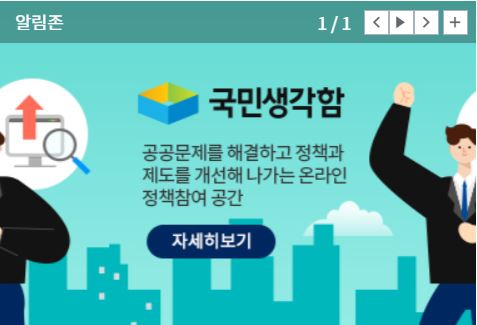 알림존
1/1
국민생각함
공공문제를 해결하고 정책과
제도를 개선해 나가는 온라인
정책참여 공간
자세히보기